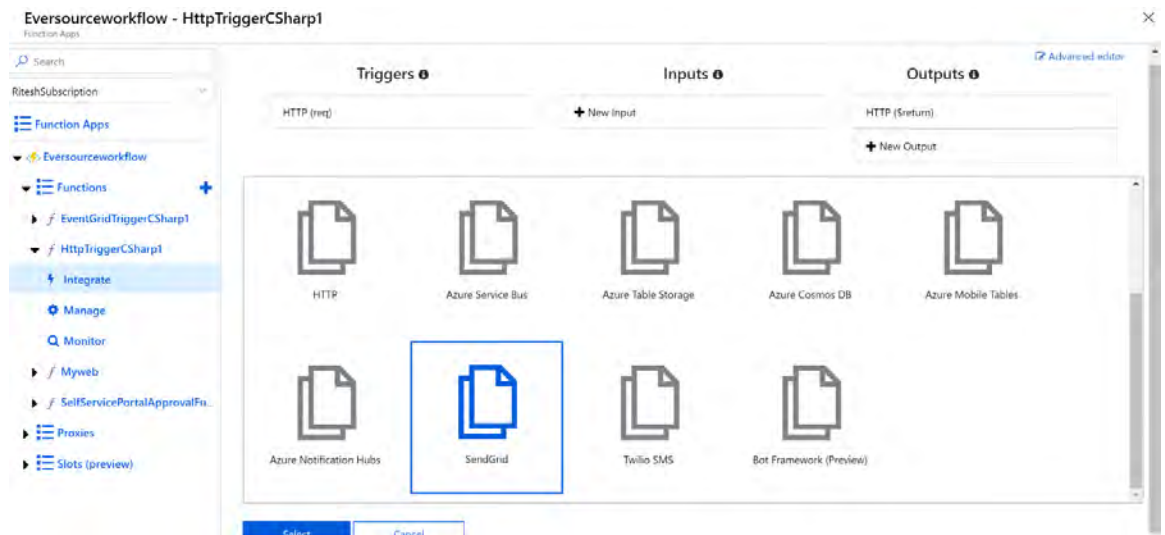 Eversourceworkflow - HttpTriggerCSharp1
Function Apps
Search
RiteshSubscription
Function Apps
Eversourceworkflow
Functions
EventGridTriggerCSharp1
HttpTriggerCSharp1
Integrate
Manage
Monitor
Myweb
SelfServicePortalApprovalFu...
Proxies
Slots (preview)
Advanced editor
Triggers
Inputs
Outputs
HTTP (req)
New Input
HTTP ($return)
New Output
HTTP
Azure Service Bus
Azure Table Storage
Azure Cosmos DB
Azure Mobile Tables
Azure Notification Hubs
SendGrid
Twilio SMS
Bot Framework (Preview)
Select
Cancel